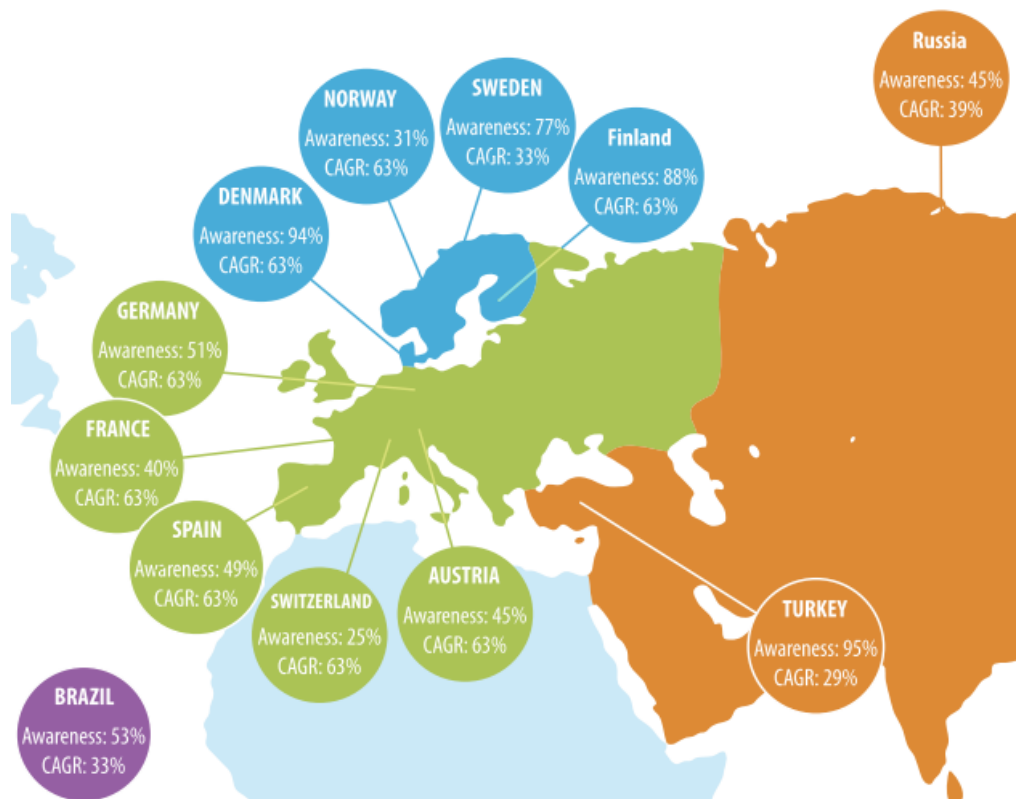 Russia
Awareness: 45%
CAGR: 39%
SWEDEN
Awareness: 77%
CAGR: 33%
NORWAY
Awareness: 31%
CAGR: 63%
Finland
Awareness: 88%
CAGR: 63%
DENMARK
Awareness: 94%
CAGR: 63%
GERMANY
Awareness: 51%
CAGR: 63%
FRANCE
Awareness: 40%
CAGR: 63%
SPAIN
Awareness: 49%
CAGR: 63%
SWITZERLAND
Awareness: 25%
CAGR: 63%
AUSTRIA
Awareness: 45%
CAGR: 63%
TURKEY
Awareness: 95%
CAGR: 29%
BRAZIL
Awareness: 53%
CAGR: 33%